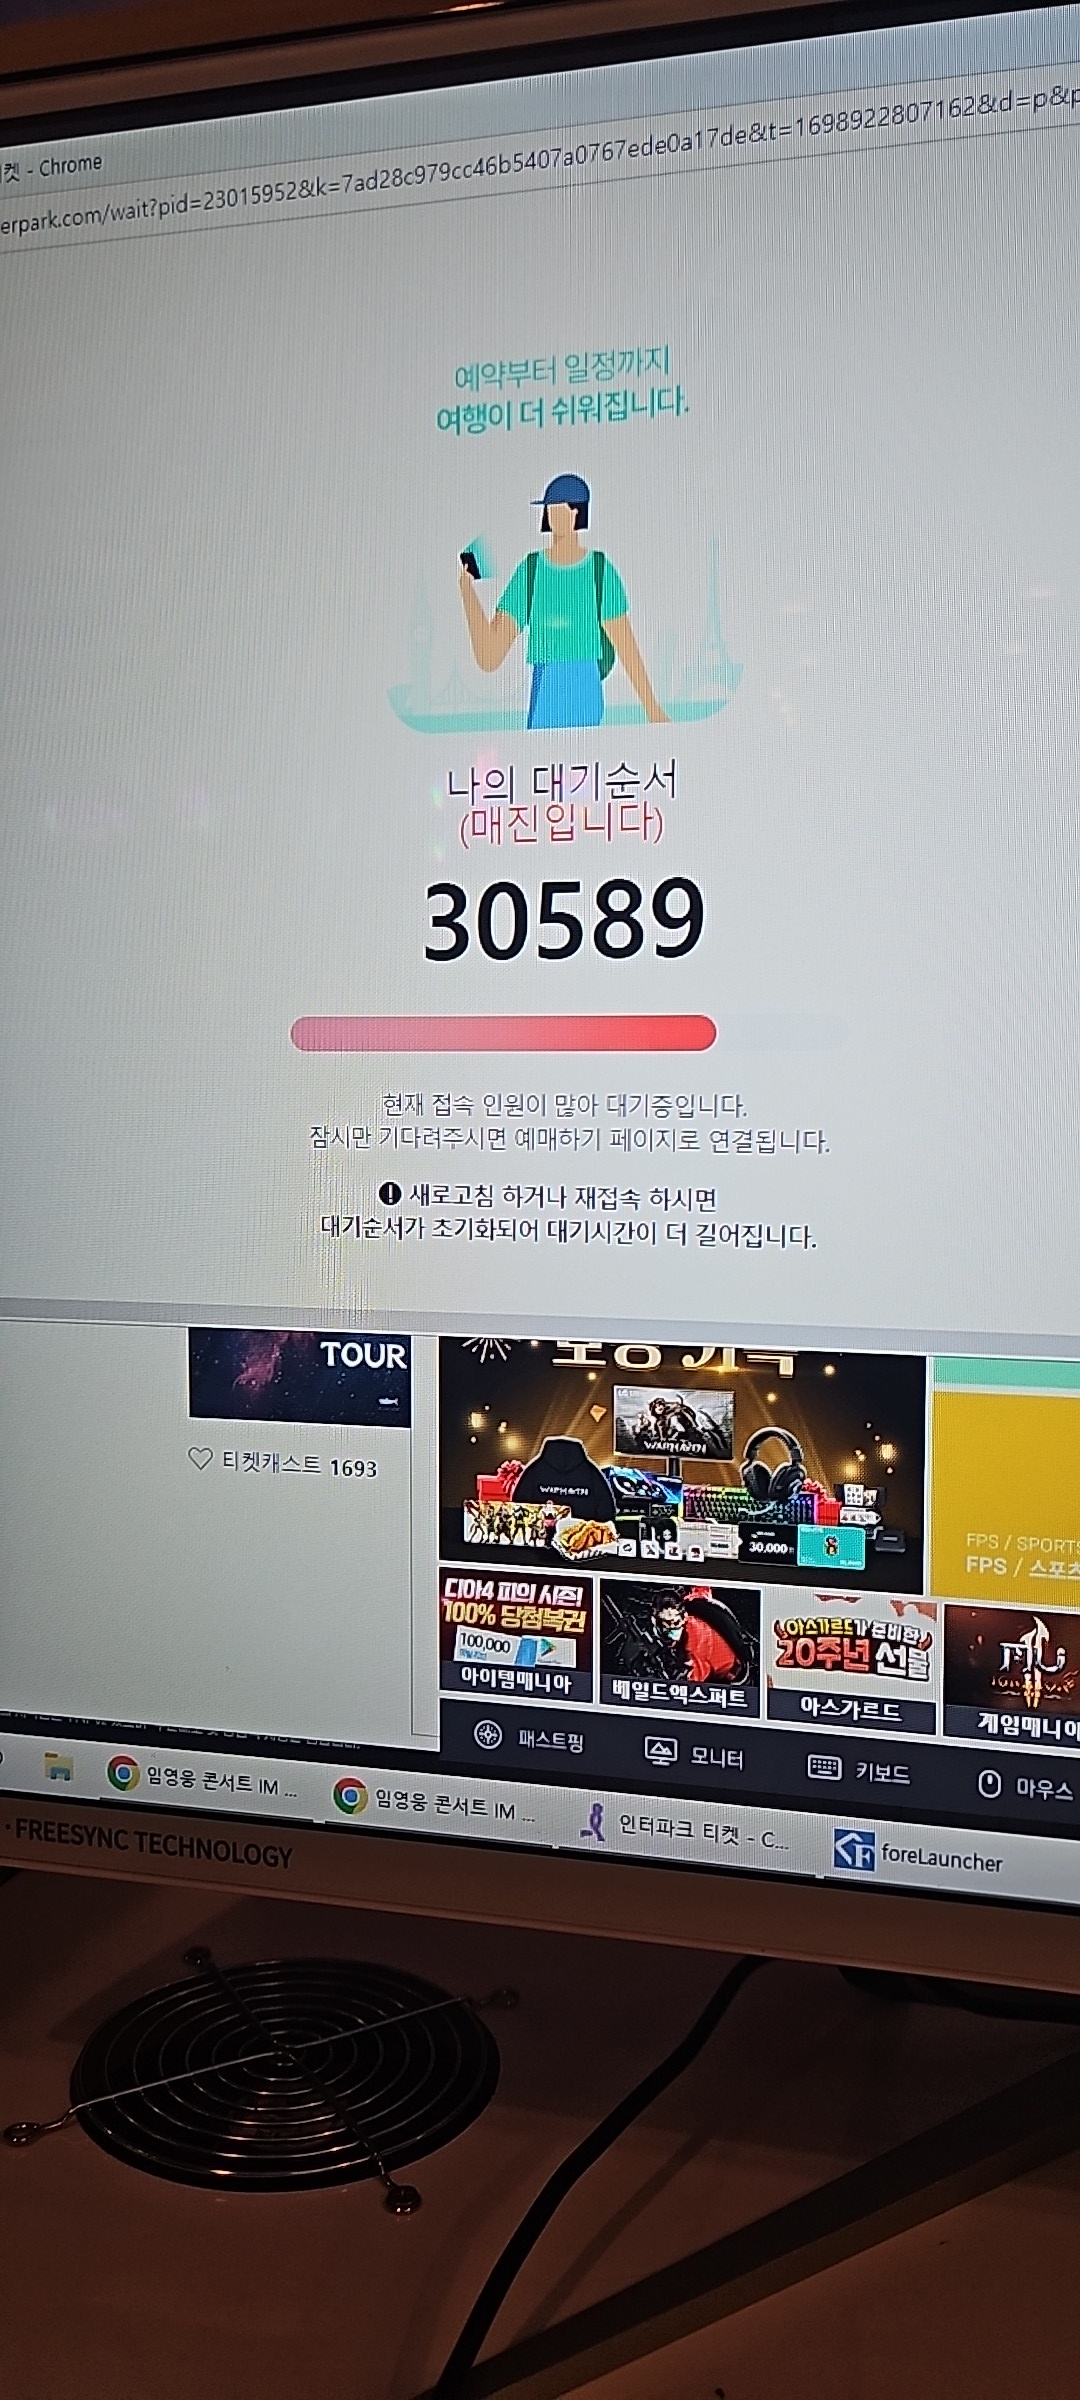 켓 - Chrome
erpark.com/wait?pid=23015952&k=7ad28c979cc46b5407a0767ede0a17de&t=1698922807162&d=p&p
예약부터 일정까지
여행이 더 쉬워집니다.
나의 대기순서
(매진입니다)
30589
현재 접속 인원이 많아 대기중입니다.
잠시만 기다려주시면 예매하기 페이지로 연결됩니다.
! 새로고침 하거나 재접속 하시면
대기순서가 초기화되어 대기시간이 더 길어집니다.
TOUR
티켓캐스트 1693
WARHAVEN
30,000
FPS / SPORTS
FPS / 스포츠
디아4 피의 시즌!
100% 당첨복권
100,000
아이템매니아
베일드엑스퍼트
아스가르드가 준비한
20주년 선물
아스가르드
MU
게임매니아
패스트핑
모니터
키보드
마우스
임영웅 콘서트 IM ...
임영웅 콘서트 IM ...
인터파크 티켓 - C...
foreLauncher
FREESYNC TECHNOLOGY